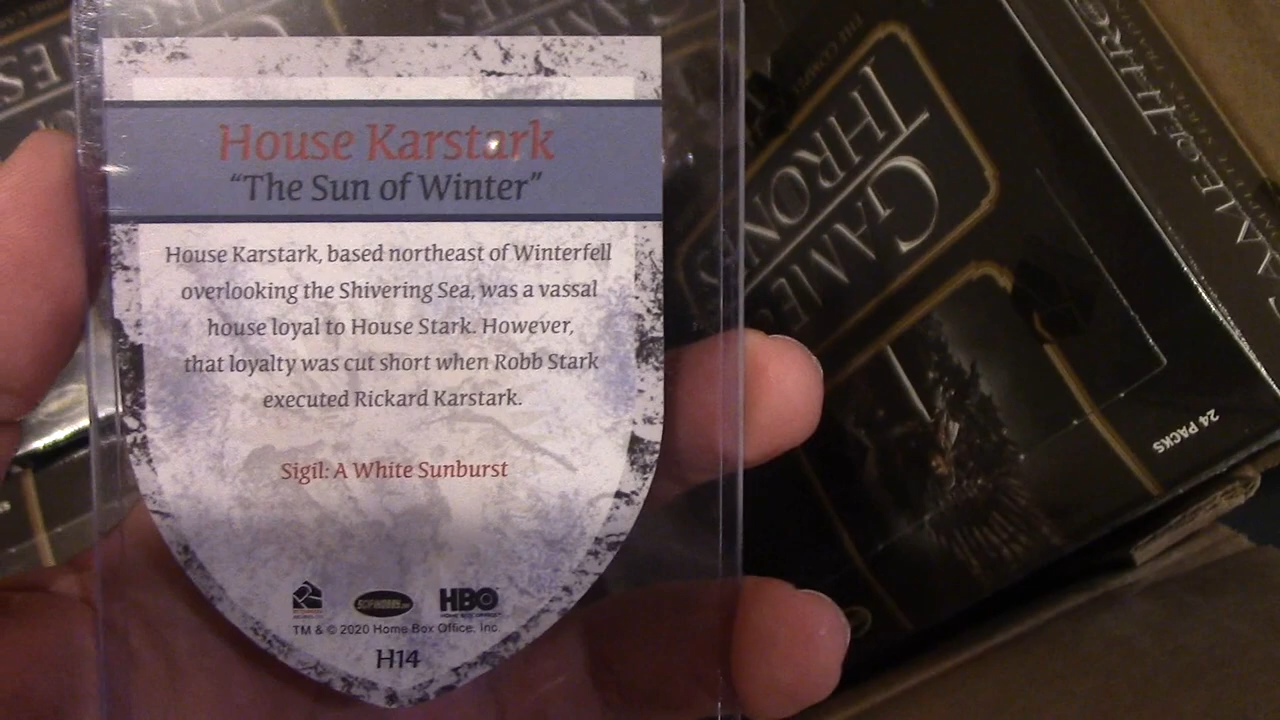 House Karstark
“The Sun of Winter”
House Karstark, based northeast of Winterfell
overlooking the Shivering Sea, was a vassal
house loyal to House Stark. However,
that loyalty was cut short when Robb Stark
executed Rickard Karstark.
Sigil: A White Sunburst
HBO
TM & © 2020 Home Box Office, Inc.
H14
GAME OF
THRONES
24 PACKS